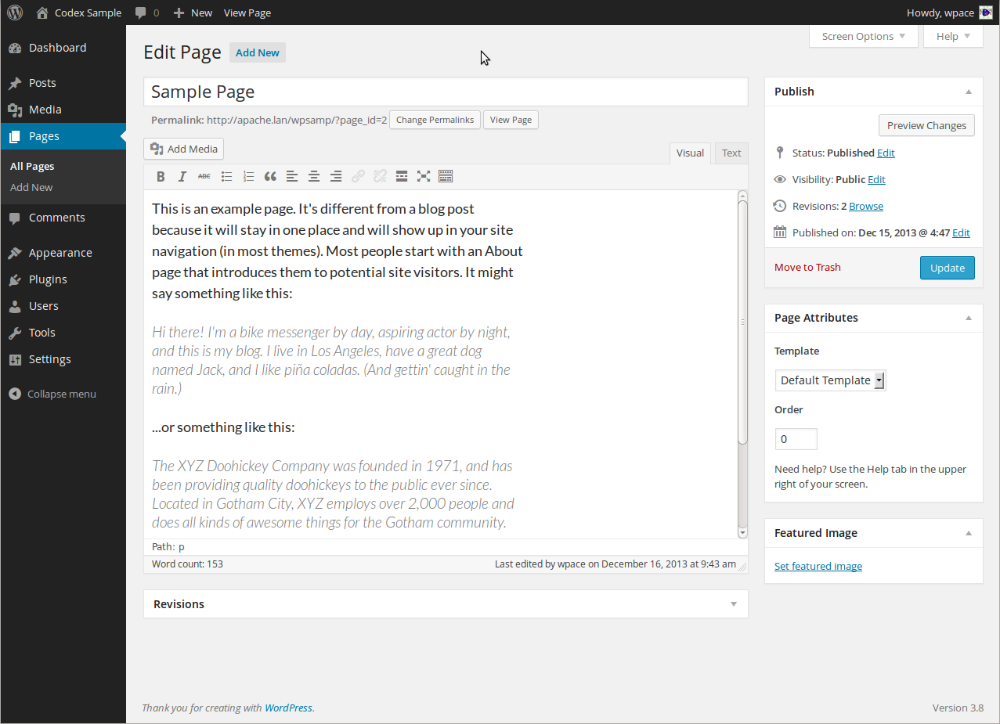 Codex Sample 0 New View Page Howdy, wpace
Screen Options Help
Dashboard
Posts
Media
Pages
All Pages
Add New
Comments
Appearance
Plugins
Users
Tools
Settings
Collapse menu
Edit Page Add New
Sample Page
Permalink: http://apache.lan/wpsamp/?page_id=2 Change Permalinks View Page
Add Media
Visual Text
B I ABC
This is an example page. It's different from a blog post
because it will stay in one place and will show up in your site
navigation (in most themes). Most people start with an About
page that introduces them to potential site visitors. It might
say something like this:
Hi there! I'm a bike messenger by day, aspiring actor by night,
and this is my blog. I live in Los Angeles, have a great dog
named Jack, and I like piña coladas. (And gettin' caught in the
rain.)
...or something like this:
The XYZ Doohickey Company was founded in 1971, and has
been providing quality doohickeys to the public ever since.
Located in Gotham City, XYZ employs over 2,000 people and
does all kinds of awesome things for the Gotham community.
Path: p
Word count: 153 Last edited by wpace on December 16, 2013 at 9:43 am
Revisions
Publish
Preview Changes
Status: Published Edit
Visibility: Public Edit
Revisions: 2 Browse
Published on: Dec 15, 2013 @ 4:47 Edit
Move to Trash Update
Page Attributes
Template
Default Template
Order
0
Need help? Use the Help tab in the upper
right of your screen.
Featured Image
Set featured image
Thank you for creating with WordPress. Version 3.8